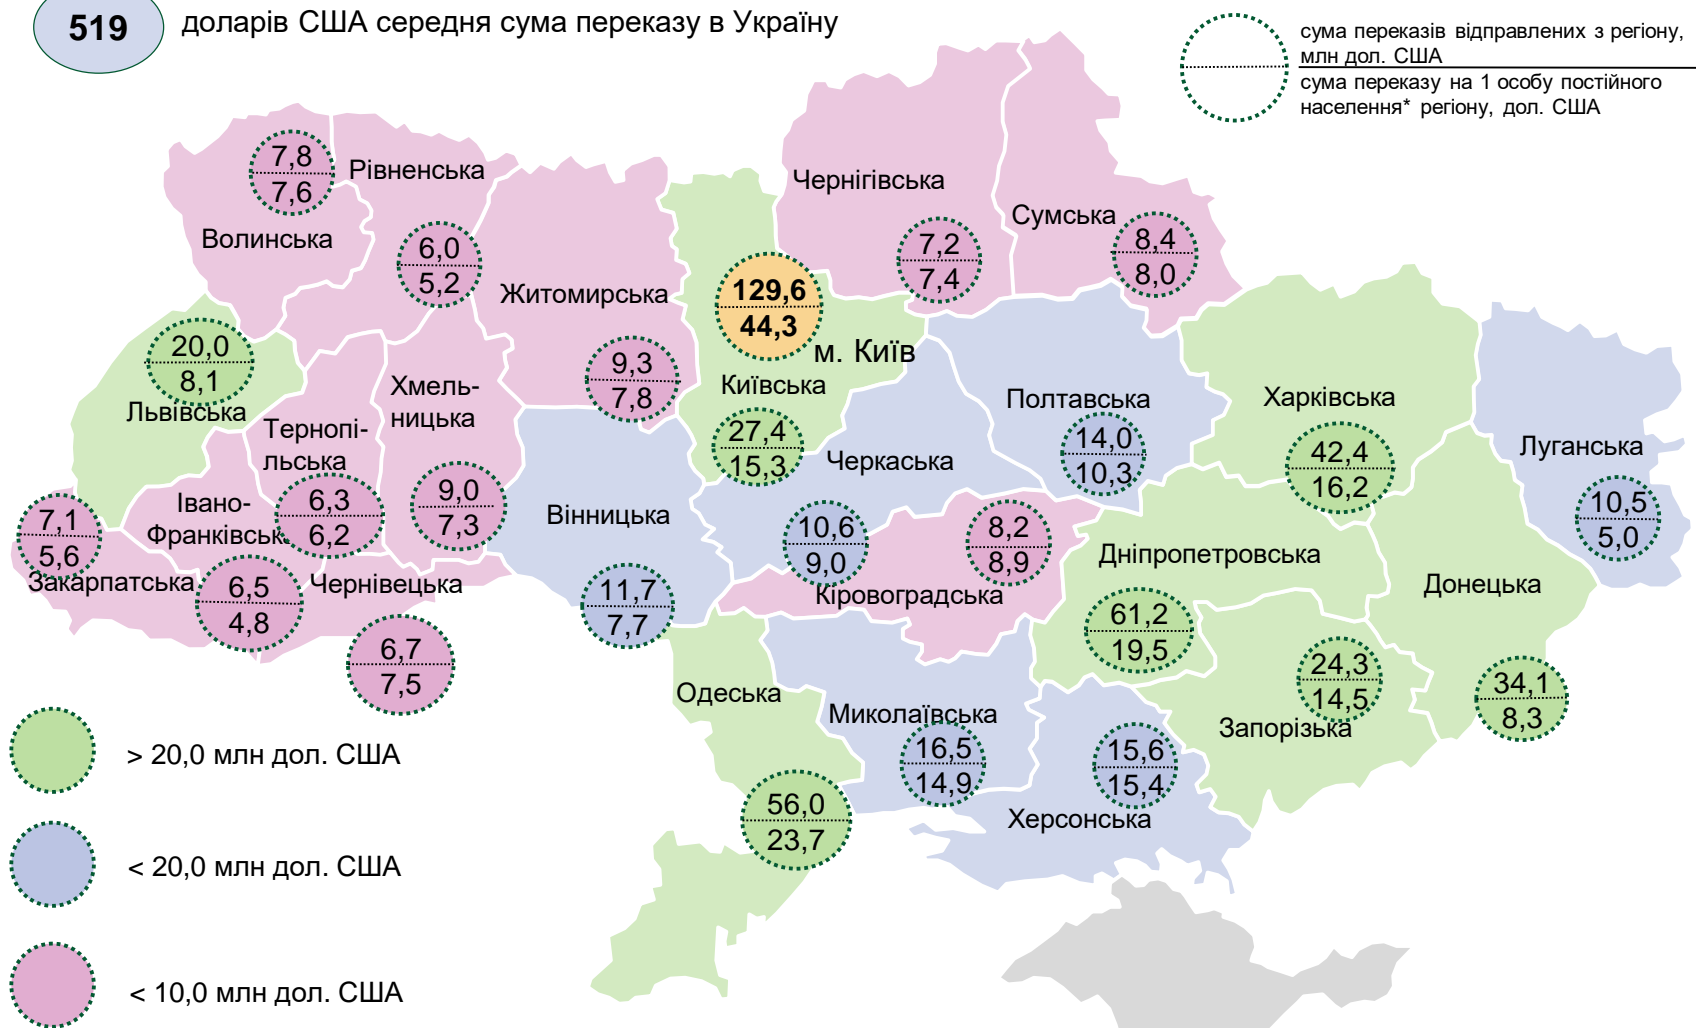 519
доларів США середня сума переказу в Україну
сума переказів відправлених з регіону,
млн дол. США
сума переказу на 1 особу постійного
населення* регіону, дол. США
7,8
7,6
Волинська
Рівненська
6,0
5,2
Житомирська
9,3
7,8
Чернігівська
7,2
7,4
Сумська
8,4
8,0
129,6
44,3
м. Київ
Київська
27,4
15,3
20,0
8,1
Львівська
Хмель-
ницька
9,0
7,3
Тернопі-
льська
6,3
6,2
Івано-
Франківська
6,5
4,8
7,1
5,6
Закарпатська
Чернівецька
6,7
7,5
Вінницька
11,7
7,7
Черкаська
10,6
9,0
Полтавська
14,0
10,3
Харківська
42,4
16,2
Луганська
10,5
5,0
8,2
8,9
Кіровоградська
Дніпропетровська
61,2
19,5
Донецька
34,1
8,3
24,3
14,5
Запорізька
Одеська
56,0
23,7
Миколаївська
16,5
14,9
15,6
15,4
Херсонська
> 20,0 млн дол. США
< 20,0 млн дол. США
< 10,0 млн дол. США